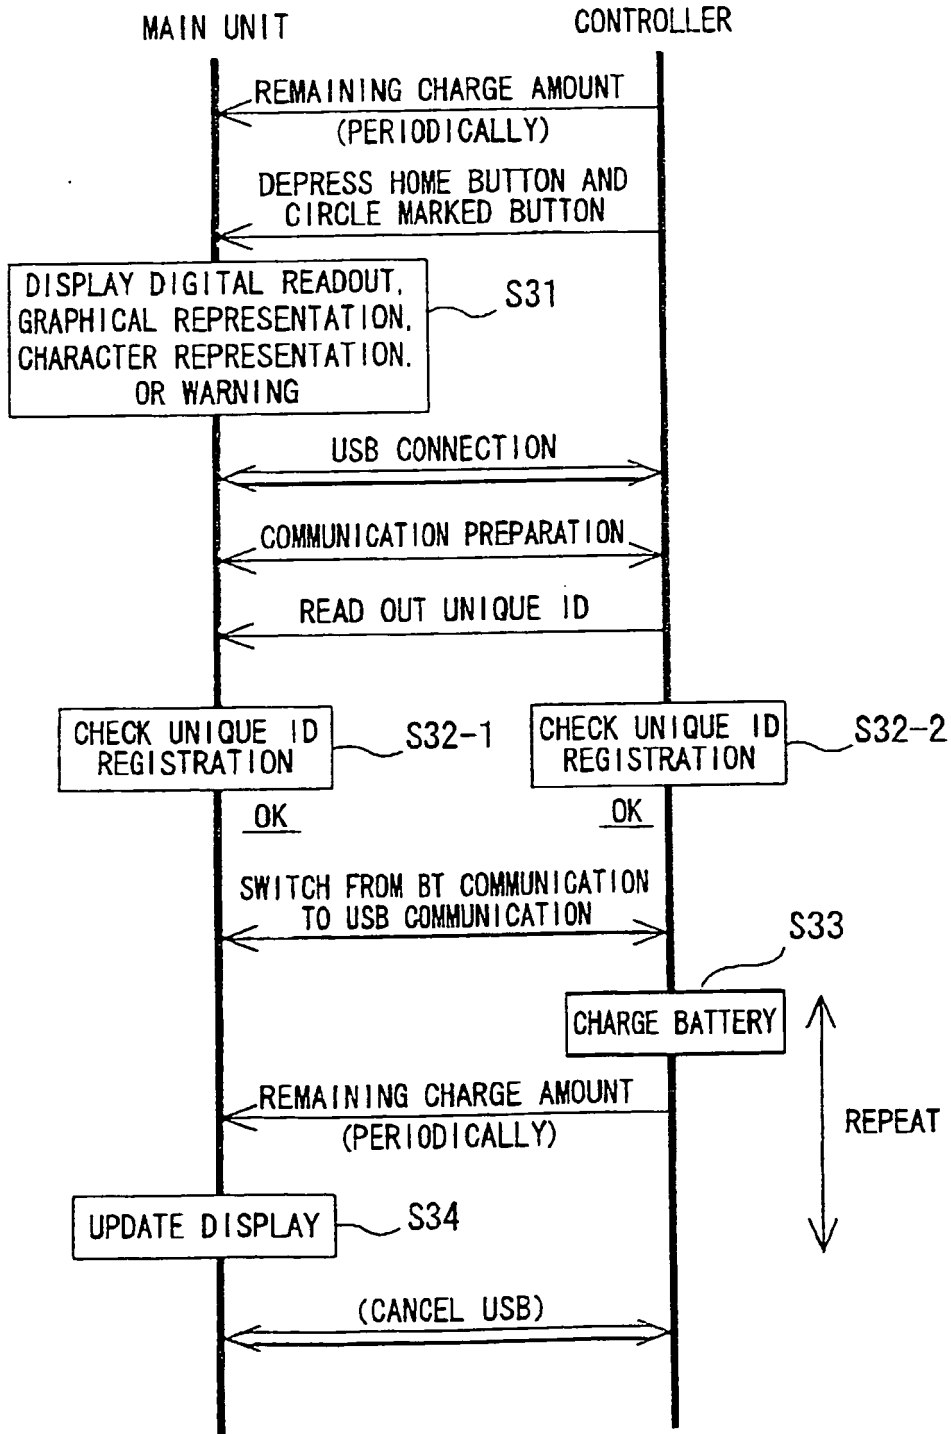 MAIN UNIT
CONTROLLER
REMAINING CHARGE AMOUNT
(PERIODICALLY)
DEPRESS HOME BUTTON AND
CIRCLE MARKED BUTTON
DISPLAY DIGITAL READOUT,
GRAPHICAL REPRESENTATION,
CHARACTER REPRESENTATION,
OR WARNING
S31
USB CONNECTION
COMMUNICATION PREPARATION
READ OUT UNIQUE ID
CHECK UNIQUE ID
REGISTRATION
S32-1
CHECK UNIQUE ID
REGISTRATION
S32-2
OK
OK
SWITCH FROM BT COMMUNICATION
TO USB COMMUNICATION
S33
CHARGE BATTERY
REMAINING CHARGE AMOUNT
(PERIODICALLY)
REPEAT
UPDATE DISPLAY
S34
(CANCEL USB)